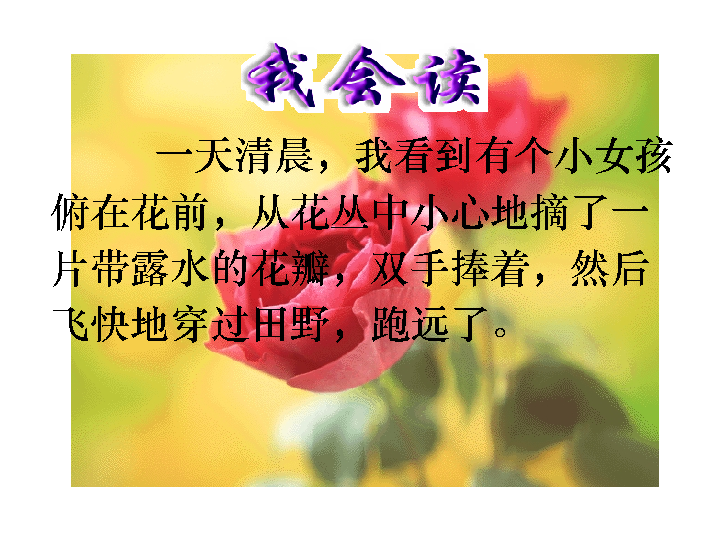 我会读
一天清晨，我看到有个小女孩
俯在花前，从花丛中小心地摘了一
片带露水的花瓣，双手捧着，然后
飞快地穿过田野，跑远了。